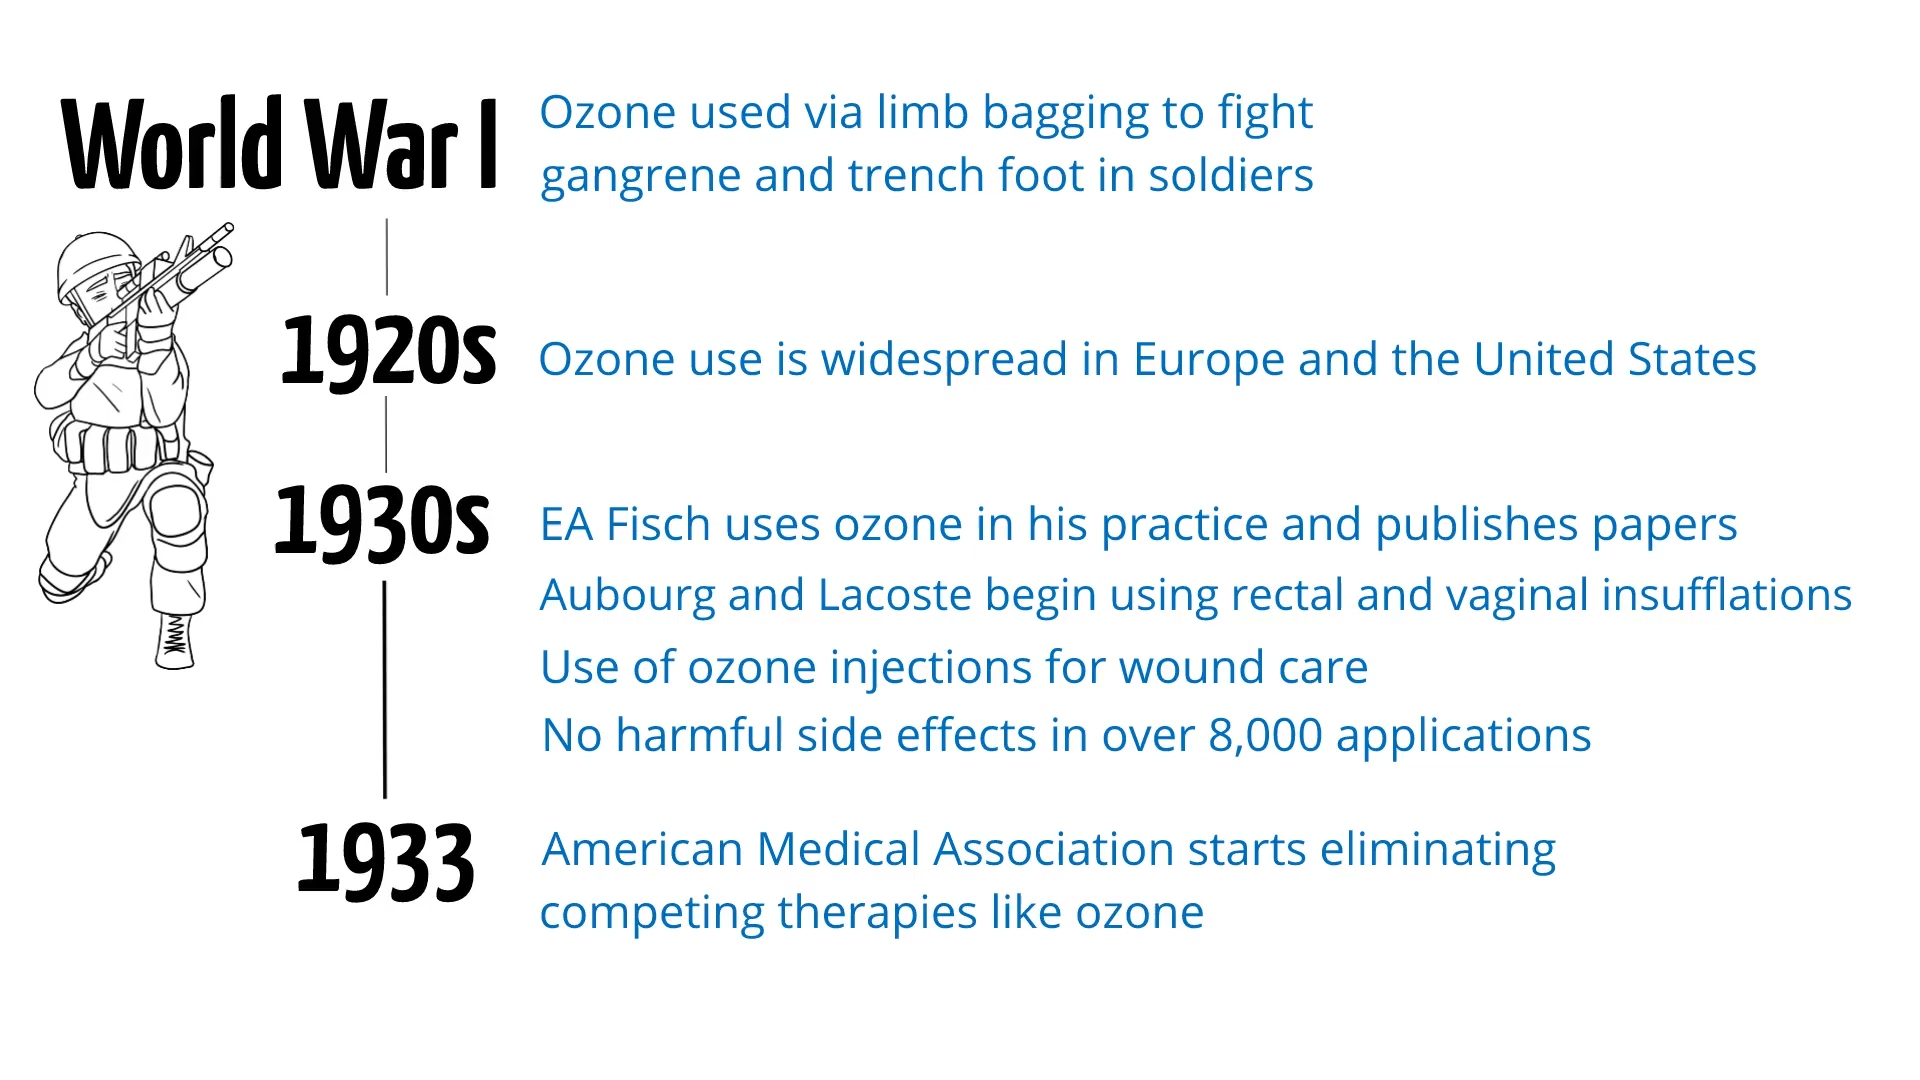 World War I
Ozone used via limb bagging to fight
gangrene and trench foot in soldiers
1920s
Ozone use is widespread in Europe and the United States
1930s
EA Fisch uses ozone in his practice and publishes papers
Aubourg and Lacoste begin using rectal and vaginal insufflations
Use of ozone injections for wound care
No harmful side effects in over 8,000 applications
1933
American Medical Association starts eliminating
competing therapies like ozone